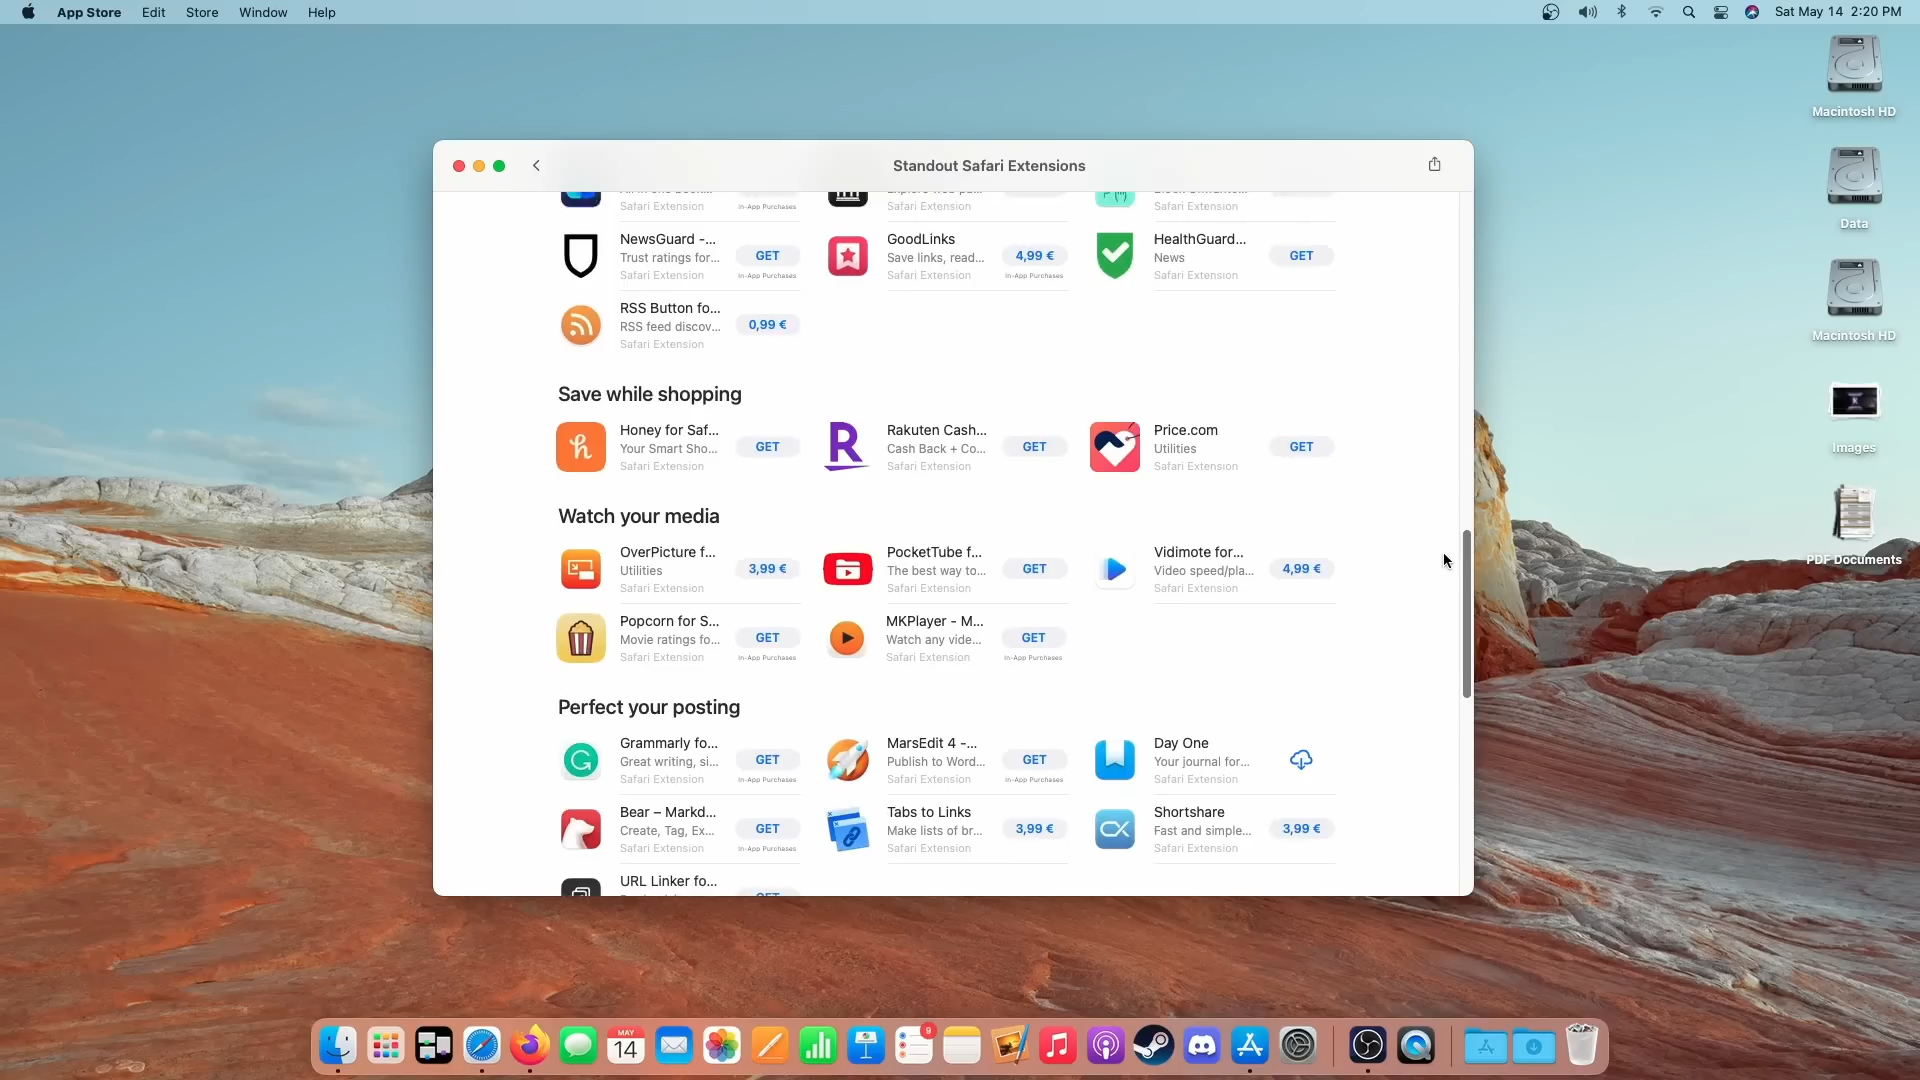 App Store Edit Store Window Help
Sat May 14 2:20 PM
Standout Safari Extensions
Safari Extension
In-App Purchases
Safari Extension
Safari Extension
NewsGuard -...
Trust ratings for...
Safari Extension
GET
In-App Purchases
GoodLinks
Save links, read...
Safari Extension
4,99 €
In-App Purchases
HealthGuard...
News
Safari Extension
GET
RSS Button fo...
RSS feed discov...
Safari Extension
0,99 €
Save while shopping
Honey for Saf...
Your Smart Sho...
Safari Extension
GET
Rakuten Cash...
Cash Back + Co...
Safari Extension
GET
Price.com
Utilities
Safari Extension
GET
Watch your media
OverPicture f...
Utilities
Safari Extension
3,99 €
PocketTube f...
The best way to...
Safari Extension
GET
Vidimote for...
Video speed/pla...
Safari Extension
4,99 €
Popcorn for S...
Movie ratings fo...
Safari Extension
GET
In-App Purchases
MKPlayer - M...
Watch any vide...
Safari Extension
GET
In-App Purchases
Perfect your posting
Grammarly fo...
Great writing, si...
Safari Extension
GET
In-App Purchases
MarsEdit 4 -...
Publish to Word...
Safari Extension
GET
In-App Purchases
Day One
Your journal for...
Safari Extension
Bear – Markd...
Create, Tag, Ex...
Safari Extension
GET
In-App Purchases
Tabs to Links
Make lists of br...
Safari Extension
3,99 €
Shortshare
Fast and simple...
Safari Extension
3,99 €
URL Linker fo...
GET
Macintosh HD
Data
Macintosh HD
Images
PDF Documents
MAY
14
9